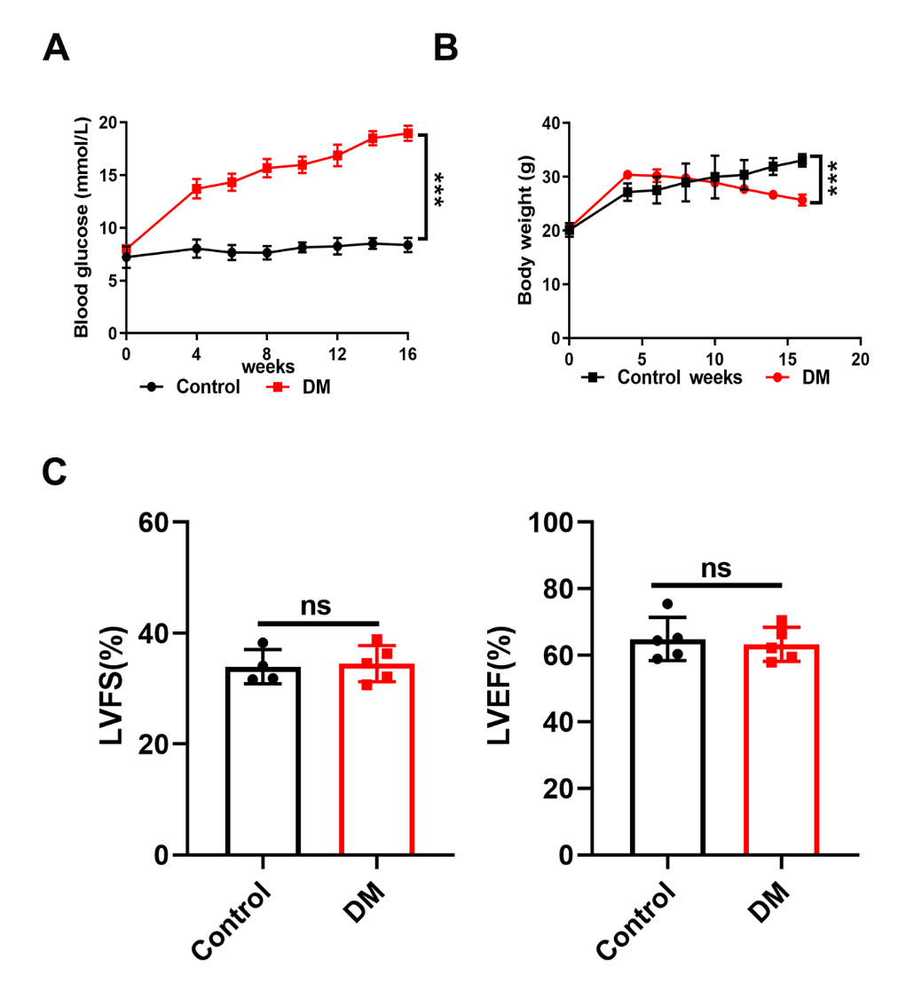 A
B
Blood glucose (mmol/L)
20
15
10
5
0
0 4 8 12 16
weeks
***
Control DM
Body weight (g)
40
30
20
10
0
0 5 10 15 20
***
Control weeks DM
C
LVFS(%)
60
40
20
0
ns
Control DM
LVEF(%)
100
80
60
40
20
0
ns
Control DM